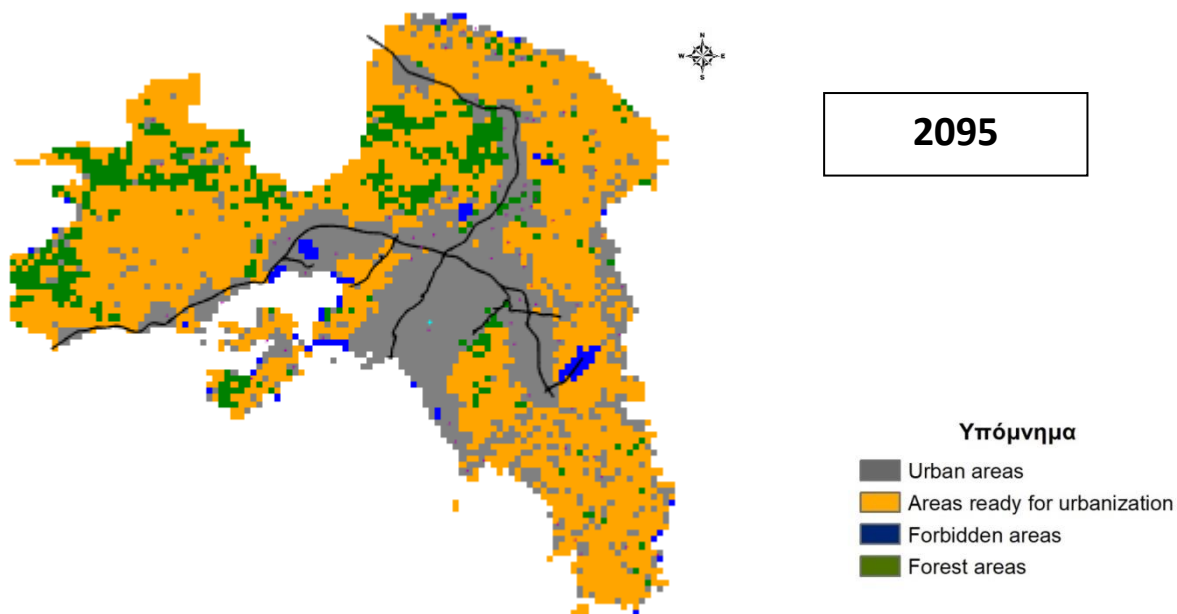 N
W E
S
2095
Υπόμνημα
Urban areas
Areas ready for urbanization
Forbidden areas
Forest areas